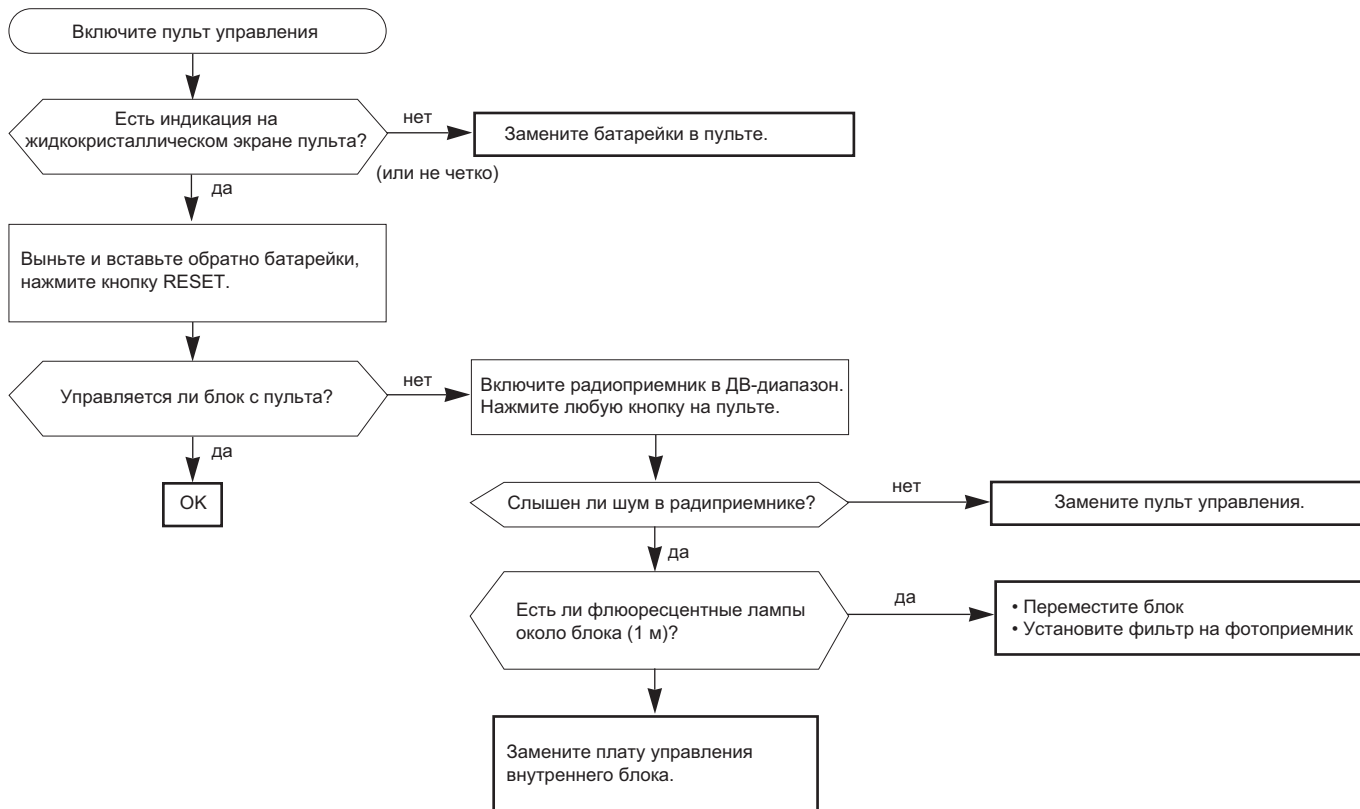 Включите пульт управления
Есть индикация на
жидкокристаллическом экране пульта?
нет
(или не четко)
Замените батарейки в пульте.
да
Выньте и вставьте обратно батарейки,
нажмите кнопку RESET.
Управляется ли блок с пульта?
нет
Включите радиоприемник в ДВ-диапазон.
Нажмите любую кнопку на пульте.
да
OK
Слышен ли шум в радиприемнике?
нет
Замените пульт управления.
да
Есть ли флюоресцентные лампы
около блока (1 м)?
да
• Переместите блок
• Установите фильтр на фотоприемник
Замените плату управления
внутреннего блока.